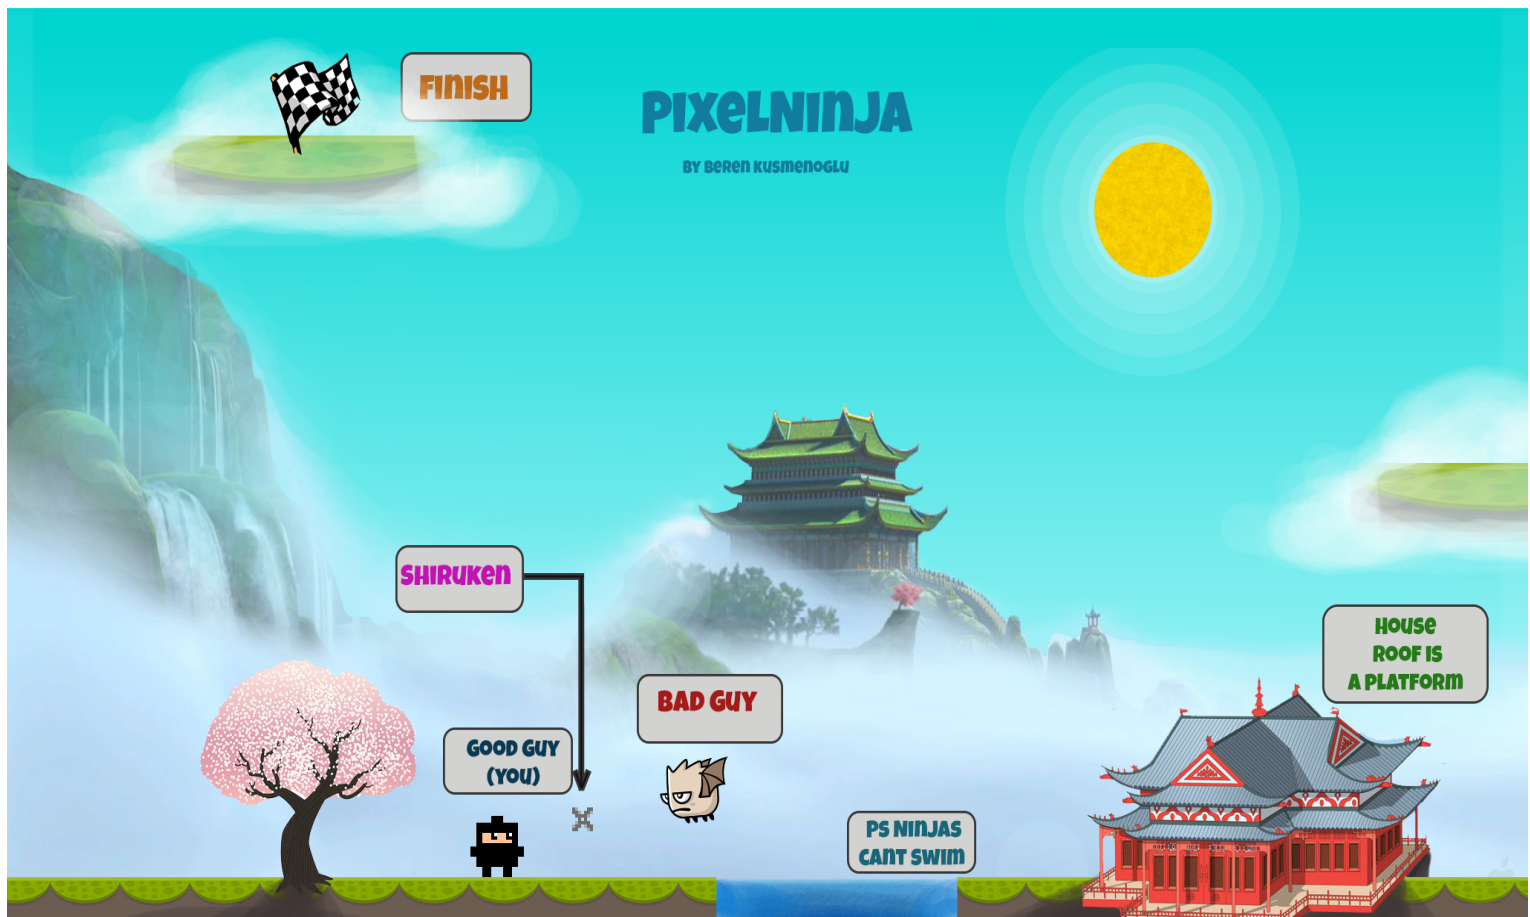 FINISH
PIXELNINJA
BY BEREN KUSMENOGLU
SHIRUKEN
HOUSE
ROOF IS
A PLATFORM
BAD GUY
GOOD GUY
(YOU)
PS NINJAS
CANT SWIM